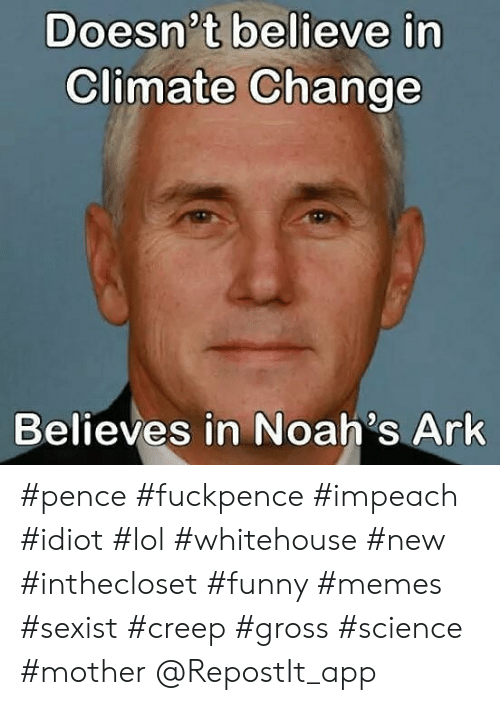 Doesn't believe in
Climate Change
Believes in Noah's Ark
#pence #fuckpence #impeach
#idiot #lol #whitehouse #new
#inthecloset #funny #memes
#sexist #creep #gross #science
#mother @RepostIt_app